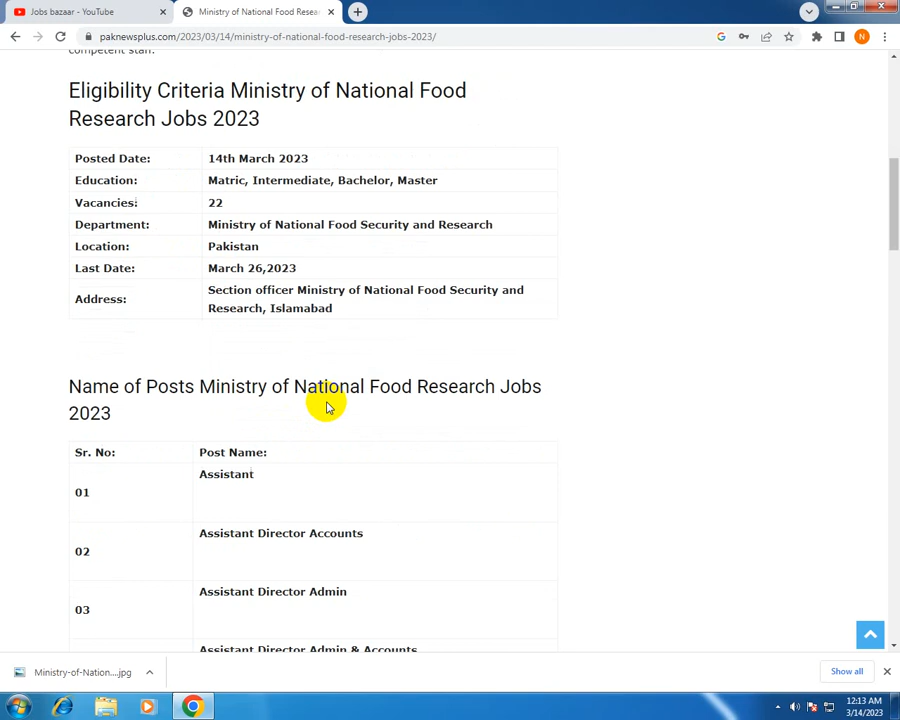 Jobs bazaar - YouTube
Ministry of National Food Resea
paknewsplus.com/2023/03/14/ministry-of-national-food-research-jobs-2023/
G
N
competent staff.
Eligibility Criteria Ministry of National Food
Research Jobs 2023
Posted Date: 14th March 2023
Education: Matric, Intermediate, Bachelor, Master
Vacancies: 22
Department: Ministry of National Food Security and Research
Location: Pakistan
Last Date: March 26,2023
Address: Section officer Ministry of National Food Security and
Research, Islamabad
Name of Posts Ministry of National Food Research Jobs
2023
Sr. No: Post Name:
01 Assistant
02 Assistant Director Accounts
03 Assistant Director Admin
Assistant Director Admin & Accounts
Ministry-of-Nation....jpg
Show all
12:13 AM
3/14/2023